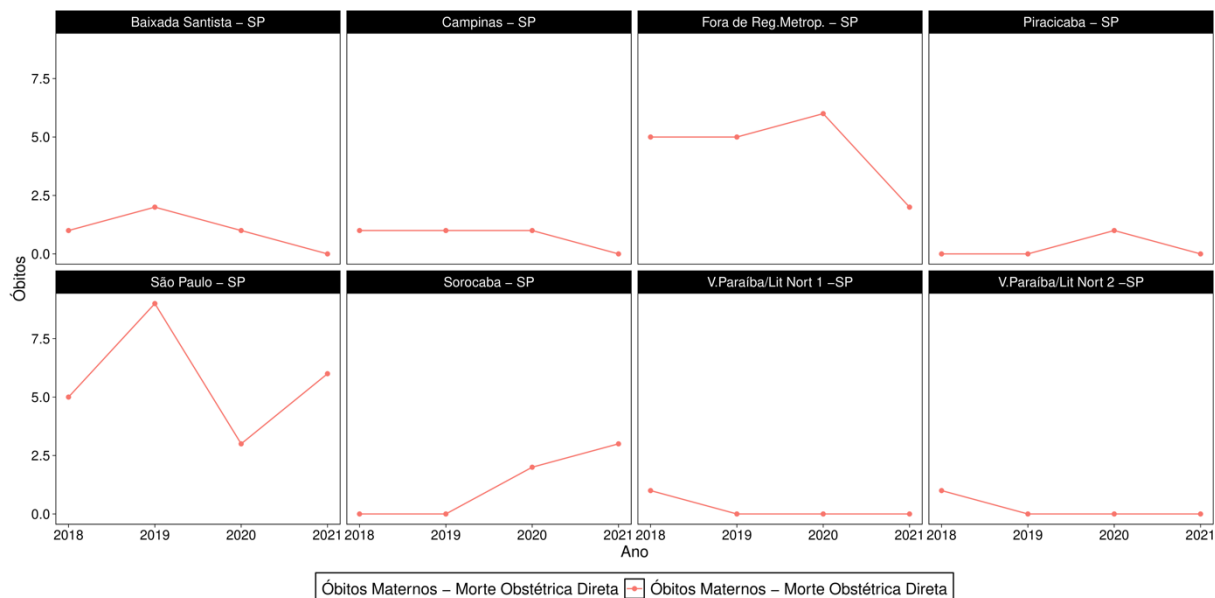 Baixada Santista – SP
Campinas – SP
Fora de Reg.Metrop. – SP
Piracicaba – SP
7.5
5.0
2.5
0.0
Óbitos
São Paulo – SP
Sorocaba – SP
V.Paraíba/Lit Nort 1 –SP
V.Paraíba/Lit Nort 2 –SP
7.5
5.0
2.5
0.0
2018 2019 2020 2021
2018 2019 2020 2021
2018 2019 2020 2021
2018 2019 2020 2021
Ano
Óbitos Maternos – Morte Obstétrica Direta Óbitos Maternos – Morte Obstétrica Direta